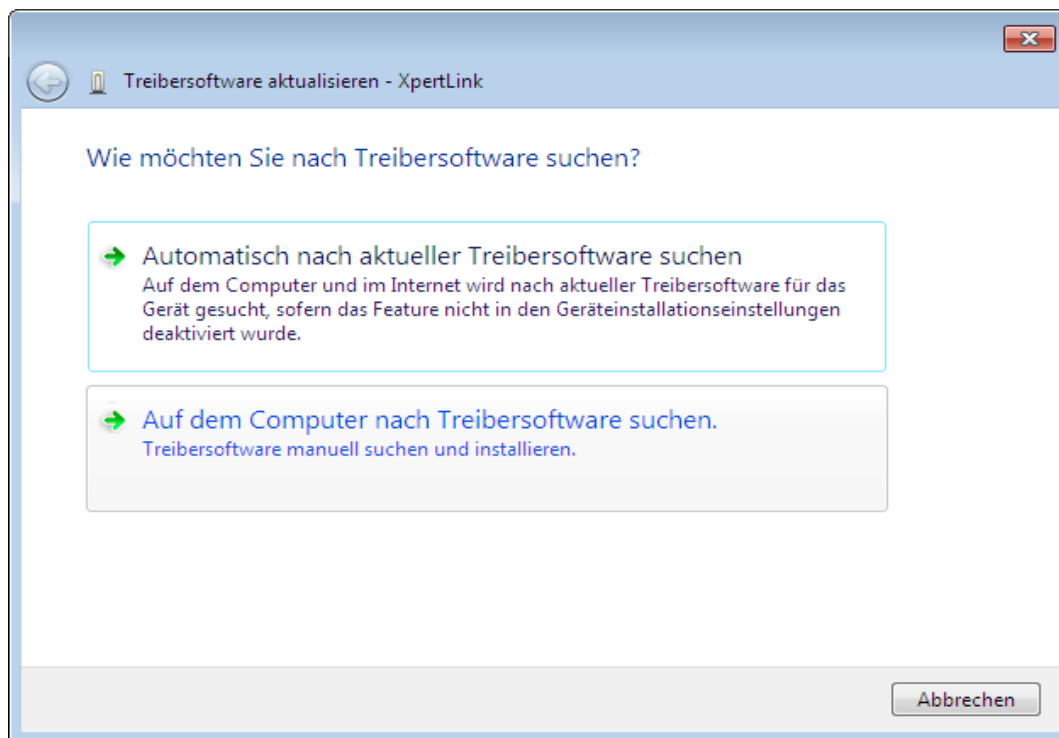 Treibersoftware aktualisieren - XpertLink
Wie möchten Sie nach Treibersoftware suchen?
Automatisch nach aktueller Treibersoftware suchen
Auf dem Computer und im Internet wird nach aktueller Treibersoftware für das
Gerät gesucht, sofern das Feature nicht in den Geräteinstallationseinstellungen
deaktiviert wurde.
Auf dem Computer nach Treibersoftware suchen.
Treibersoftware manuell suchen und installieren.
Abbrechen